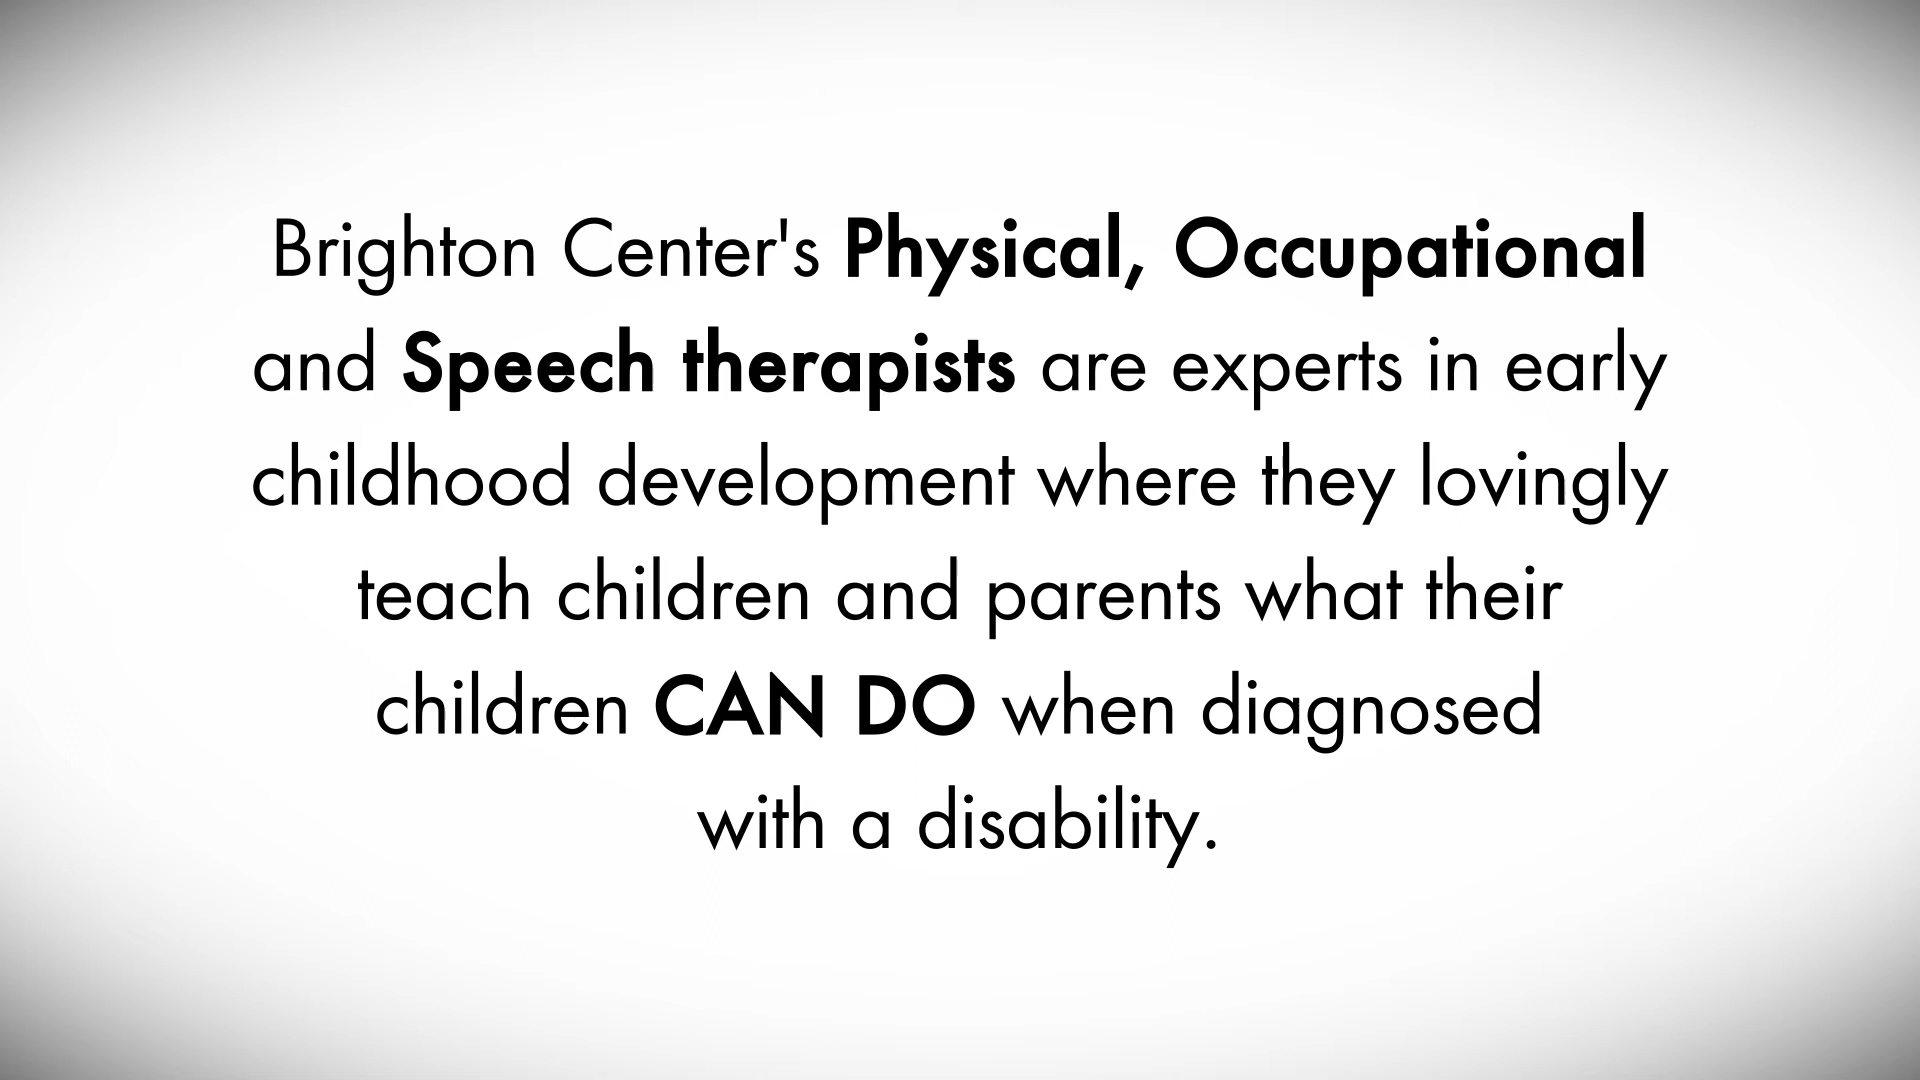 Brighton Center's Physical, Occupational
and Speech therapists are experts in early
childhood development where they lovingly
teach children and parents what their
children CAN DO when diagnosed
with a disability.